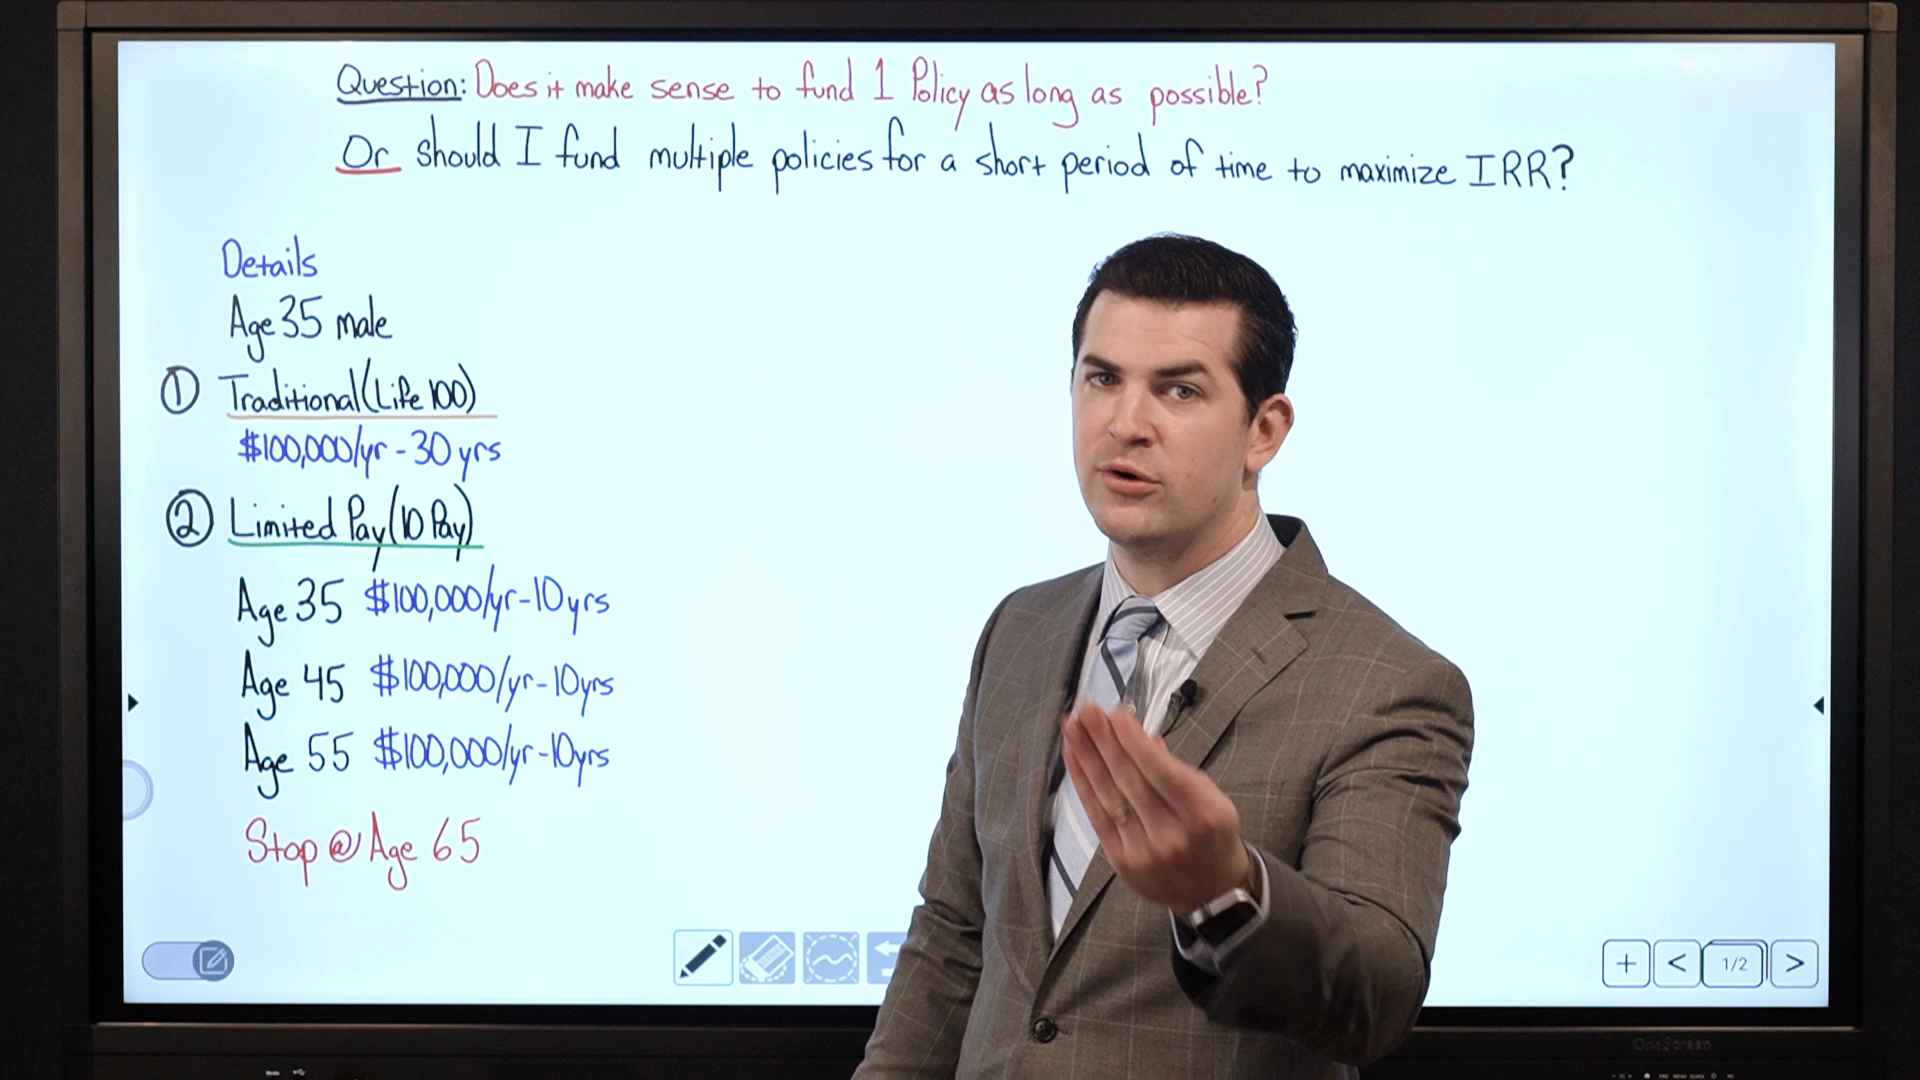 Question: Does it make sense to fund 1 Policy as long as possible?
Or should I fund multiple policies for a short period of time to maximize IRR?
Details
Age 35 male
① Traditional (Life 100)
$100,000/yr - 30 yrs
② Limited Pay (10 Pay)
Age 35 $100,000/yr - 10 yrs
Age 45 $100,000/yr - 10 yrs
Age 55 $100,000/yr - 10 yrs
Stop @ Age 65
1/2
OneScreen